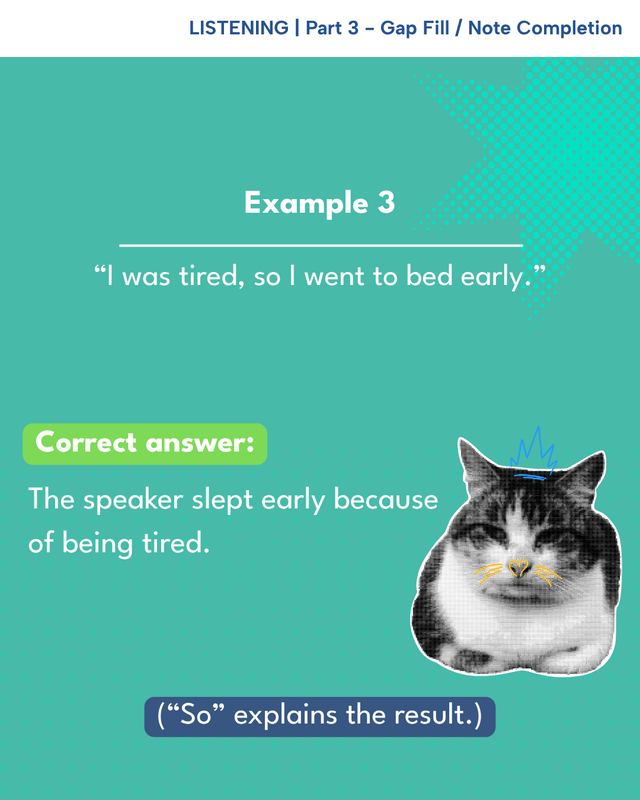 LISTENING | Part 3 – Gap Fill / Note Completion
Example 3
“I was tired, so I went to bed early.”
Correct answer:
The speaker slept early because
of being tired.
(“So” explains the result.)